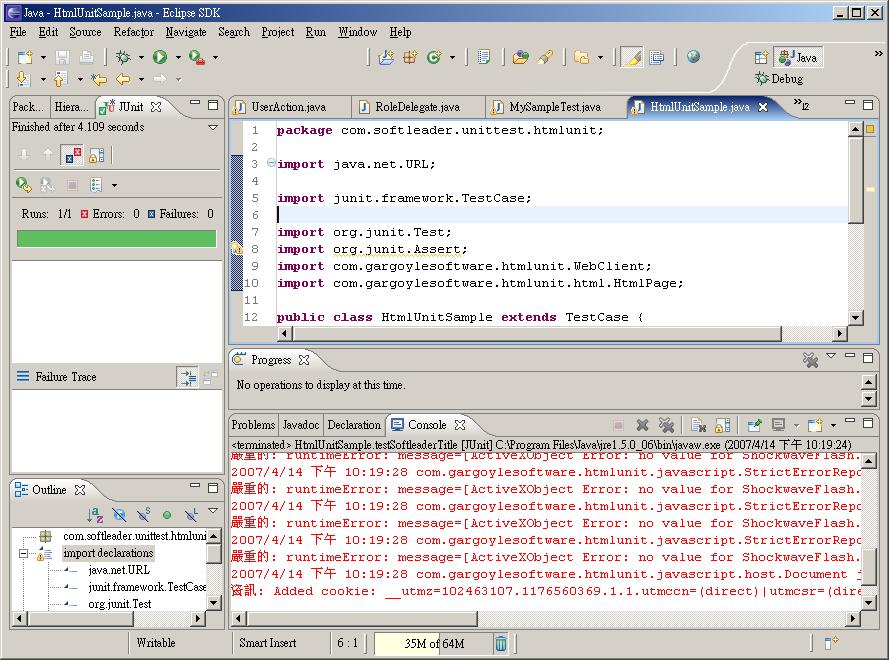 Java - HtmlUnitSample.java - Eclipse SDK
File Edit Source Refactor Navigate Search Project Run Window Help
Java
Debug
Pack... Hiera... JUnit
Finished after 4.109 seconds
Runs: 1/1 Errors: 0 Failures: 0
Failure Trace
UserAction.java RoleDelegate.java MySampleTest.java HtmlUnitSample.java »12
1 package com.softleader.unittest.htmlunit;
2
3 import java.net.URL;
4
5 import junit.framework.TestCase;
6
7 import org.junit.Test;
8 import org.junit.Assert;
9 import com.gargoylesoftware.htmlunit.WebClient;
10 import com.gargoylesoftware.htmlunit.html.HtmlPage;
11
12 public class HtmlUnitSample extends TestCase {
Progress
No operations to display at this time.
Problems Javadoc Declaration Console
<terminated> HtmlUnitSample.testSoftleaderTitle [JUnit] C:\Program Files\Java\jre1.5.0_06\bin\javaw.exe (2007/4/14 下午 10:19:24)
嚴重的: runtimeError: message=[ActiveXObject Error: no value for ShockwaveFlash.
2007/4/14 下午 10:19:28 com.gargoylesoftware.htmlunit.javascript.StrictErrorRepo
嚴重的: runtimeError: message=[ActiveXObject Error: no value for ShockwaveFlash.
2007/4/14 下午 10:19:28 com.gargoylesoftware.htmlunit.javascript.StrictErrorRepo
嚴重的: runtimeError: message=[ActiveXObject Error: no value for ShockwaveFlash.
2007/4/14 下午 10:19:28 com.gargoylesoftware.htmlunit.javascript.StrictErrorRepo
嚴重的: runtimeError: message=[ActiveXObject Error: no value for ShockwaveFlash.
2007/4/14 下午 10:19:28 com.gargoylesoftware.htmlunit.javascript.host.Document j
資訊: Added cookie: __utmz=102463107.1176560369.1.1.utmccn=(direct)|utmcsr=(dire
Outline
com.softleader.unittest.htmluni
import declarations
java.net.URL
junit.framework.TestCase
org.junit.Test
Writable Smart Insert 6 : 1 35M of 64M